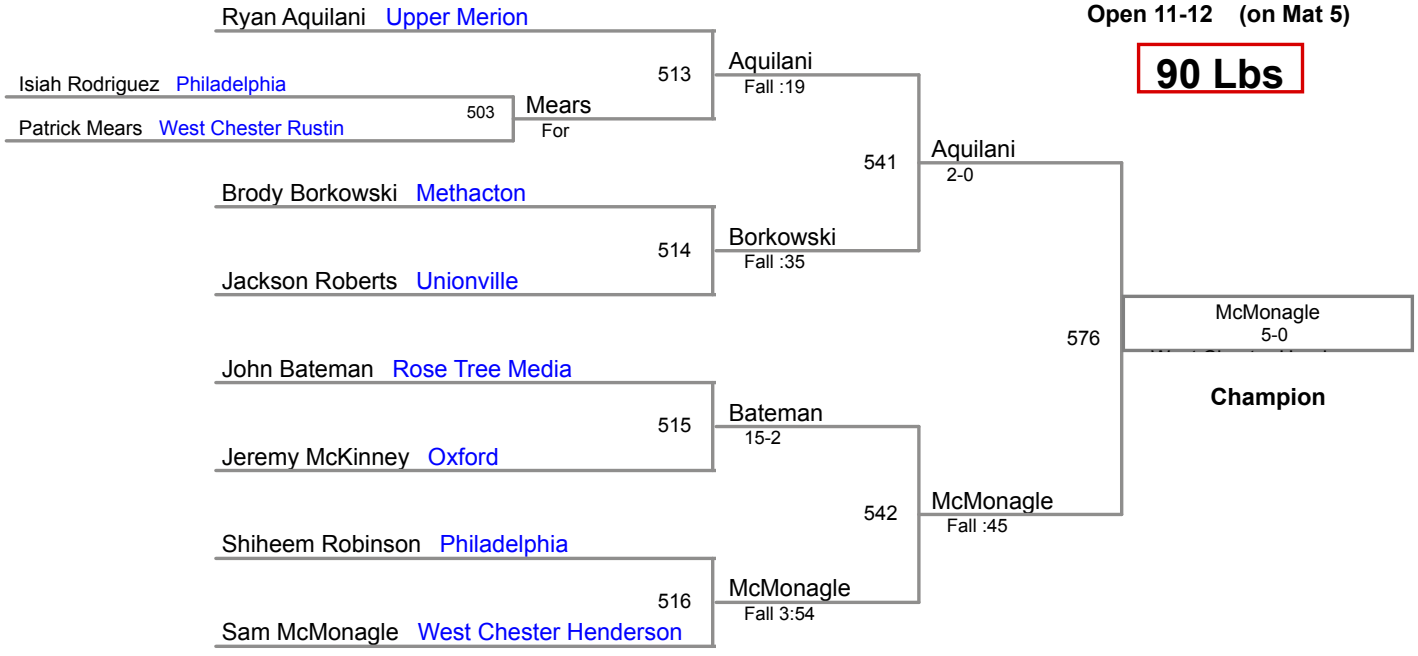 Ryan Aquilani Upper Merion
Open 11-12 (on Mat 5)
90 Lbs
513
Aquilani
Fall :19
Isiah Rodriguez Philadelphia
503
Mears
For
Patrick Mears West Chester Rustin
541
Aquilani
2-0
Brody Borkowski Methacton
514
Borkowski
Fall :35
Jackson Roberts Unionville
576
McMonagle
5-0
Champion
John Bateman Rose Tree Media
515
Bateman
15-2
Jeremy McKinney Oxford
542
McMonagle
Fall :45
Shiheem Robinson Philadelphia
516
McMonagle
Fall 3:54
Sam McMonagle West Chester Henderson